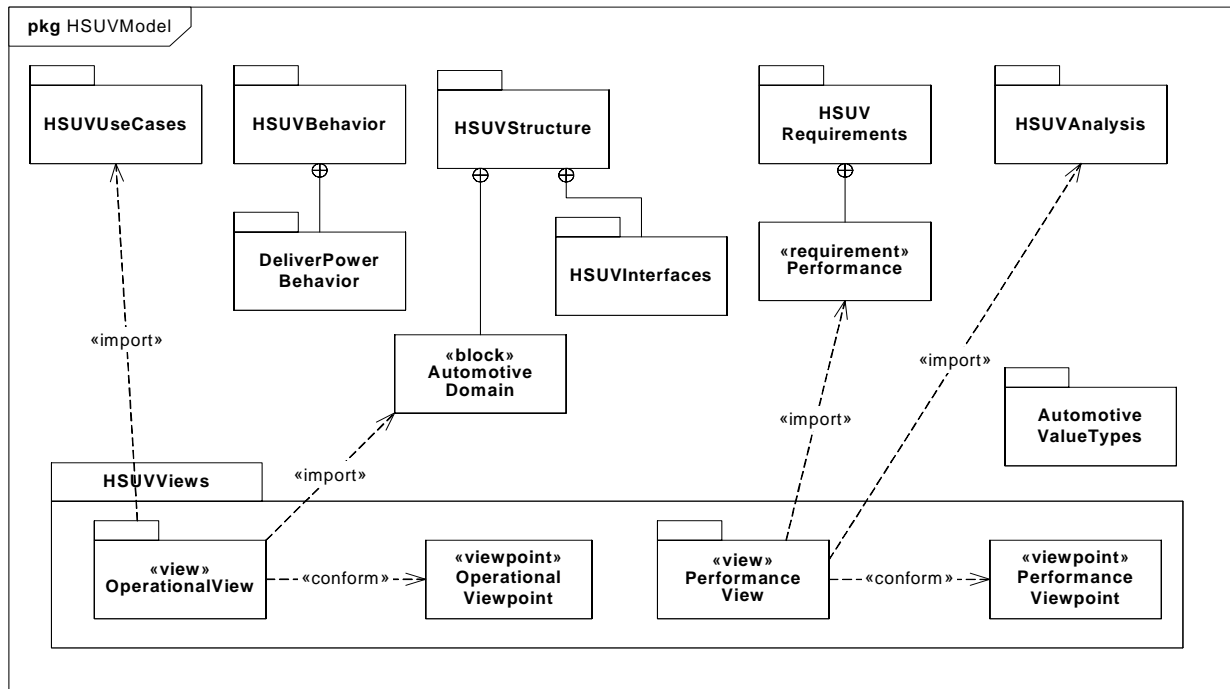 pkg HSUVModel
HSUVUseCases
HSUVBehavior
HSUVStructure
HSUV
Requirements
HSUVAnalysis
DeliverPower
Behavior
HSUVInterfaces
«requirement»
Performance
«import»
«block»
Automotive
Domain
«import»
«import»
Automotive
ValueTypes
«import»
HSUVViews
«view»
OperationalView
«conform»
«viewpoint»
Operational
Viewpoint
«view»
Performance
View
«conform»
«viewpoint»
Performance
Viewpoint